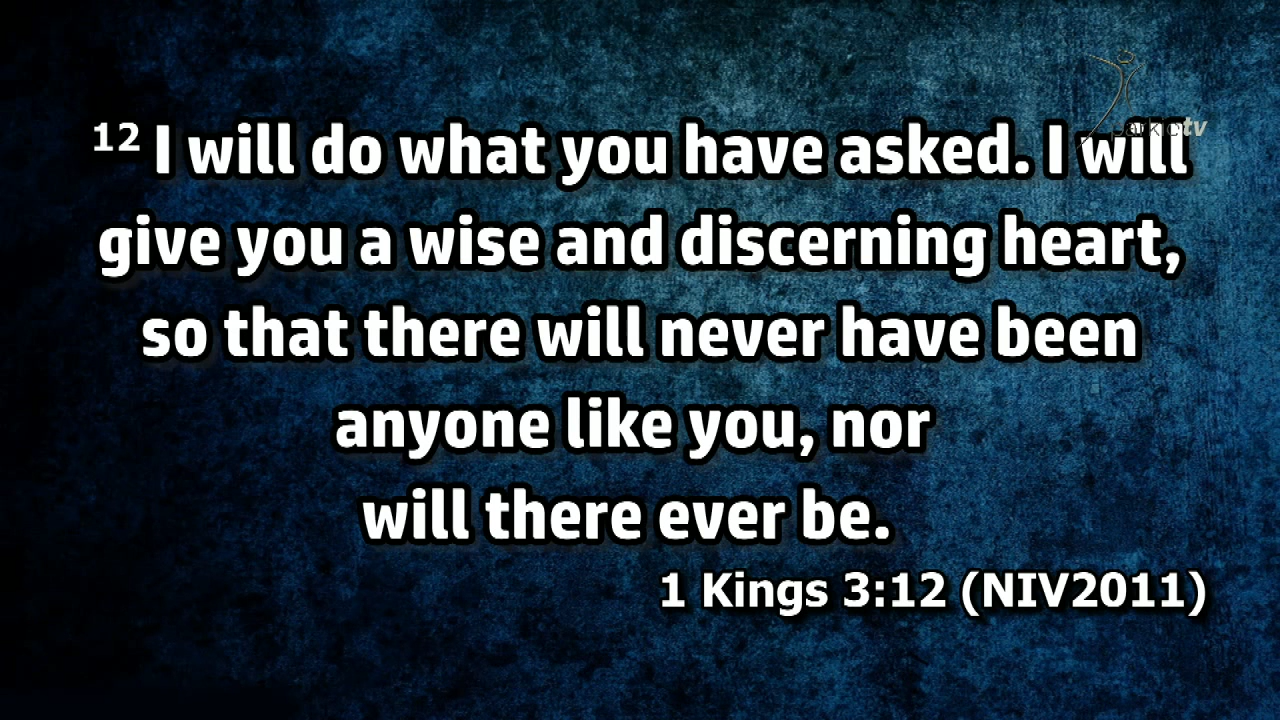 12 I will do what you have asked. I will
give you a wise and discerning heart,
so that there will never have been
anyone like you, nor
will there ever be.
1 Kings 3:12 (NIV2011)
tv